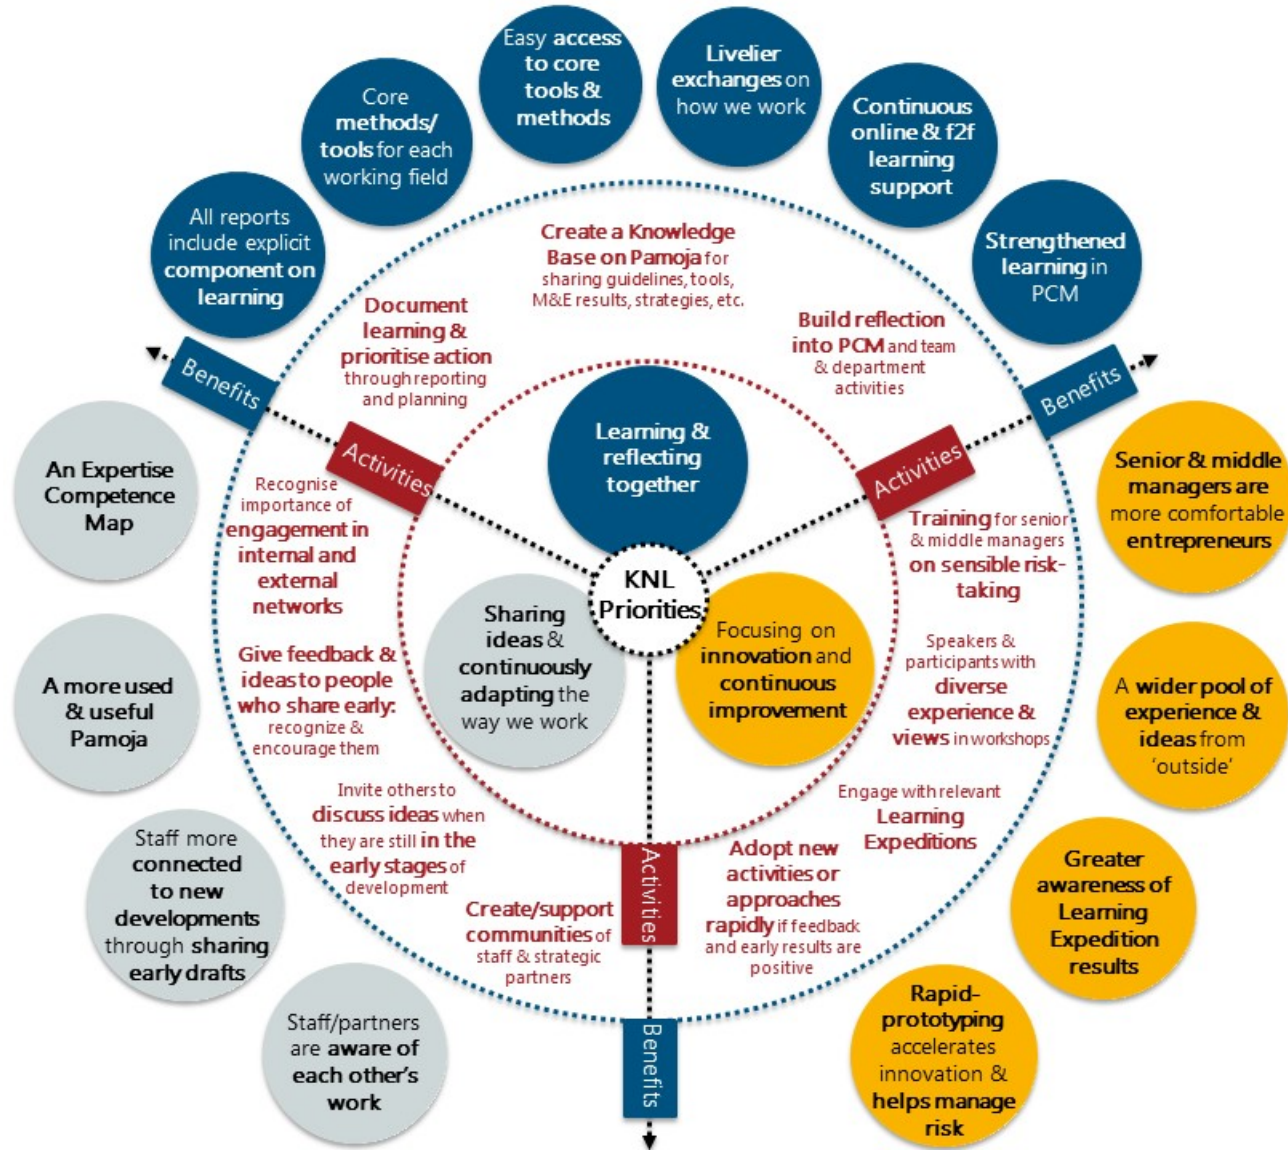 Easy access
to core
tools &
methods
Livelier
exchanges on
how we work
Core
methods/
tools for each
working field
Continuous
online & f2f
learning
support
All reports
include explicit
component on
learning
Strengthened
learning in
PCM
Create a Knowledge
Base on Pamoja for
sharing guidelines, tools,
M&E results, strategies, etc.
Document
learning &
prioritise action
through reporting
and planning
Build reflection
into PCM and team
& department
activities
Benefits
Benefits
Activities
Activities
Learning &
reflecting
together
KNL
Priorities
Sharing
ideas &
continuously
adapting the
way we work
Focusing on
innovation and
continuous
improvement
An Expertise
Competence
Map
Recognise
importance of
engagement in
internal and
external
networks
Training for senior
& middle managers
on sensible risk-
taking
Senior & middle
managers are
more comfortable
entrepreneurs
A more used
& useful
Pamoja
Give feedback &
ideas to people
who share early:
recognize &
encourage them
Speakers &
participants with
diverse
experience &
views in workshops
A wider pool of
experience &
ideas from
‘outside’
Staff more
connected
to new
developments
through sharing
early drafts
Invite others to
discuss ideas when
they are still in the
early stages of
development
Engage with relevant
Learning
Expeditions
Greater
awareness of
Learning
Expedition
results
Create/support
communities of
staff & strategic
partners
Activities
Adopt new
activities or
approaches
rapidly if feedback
and early results are
positive
Staff/partners
are aware of
each other’s
work
Benefits
Rapid-
prototyping
accelerates
innovation &
helps manage
risk